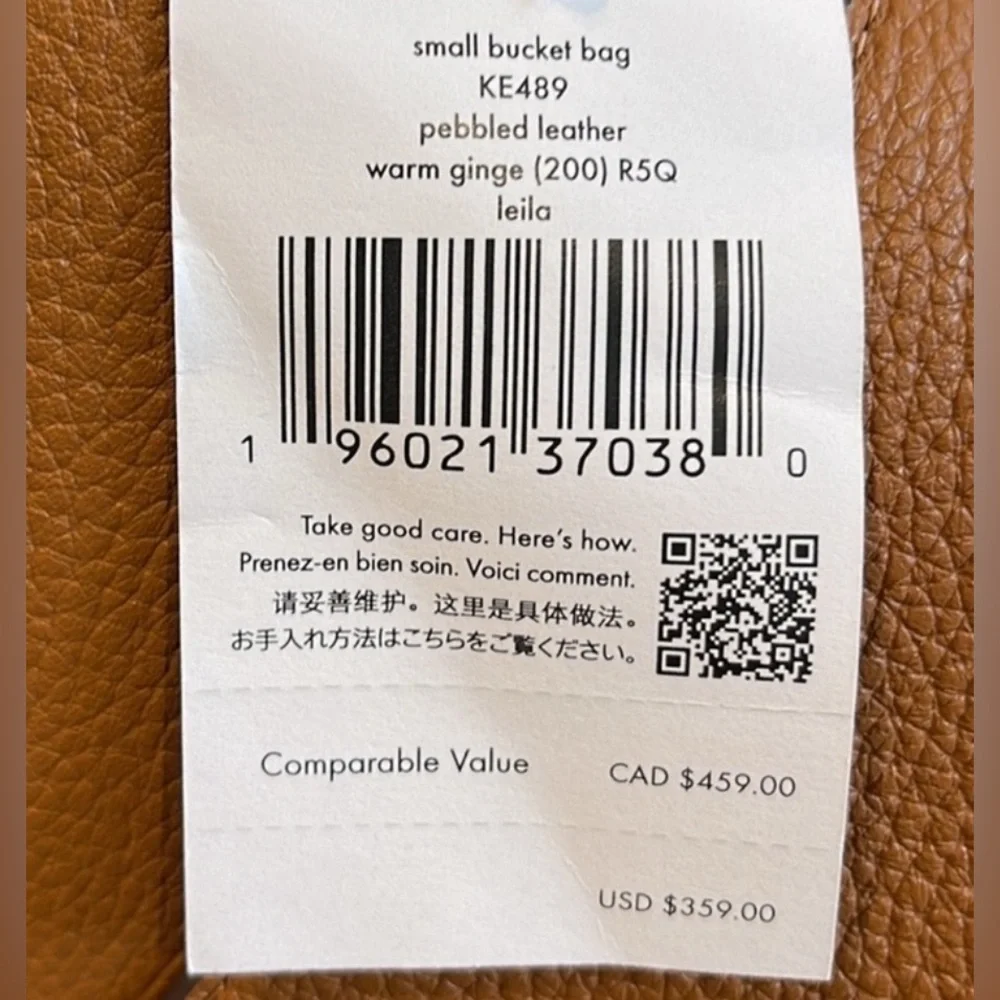 small bucket bag
KE489
pebbled leather
warm ginge (200) R5Q
leila
1 96021 37038 0
Take good care. Here's how.
Prenez-en bien soin. Voici comment.
请妥善维护。这里是具体做法。
お手入れ方法はこちらをご覧ください。
Comparable Value CAD $459.00
USD $359.00